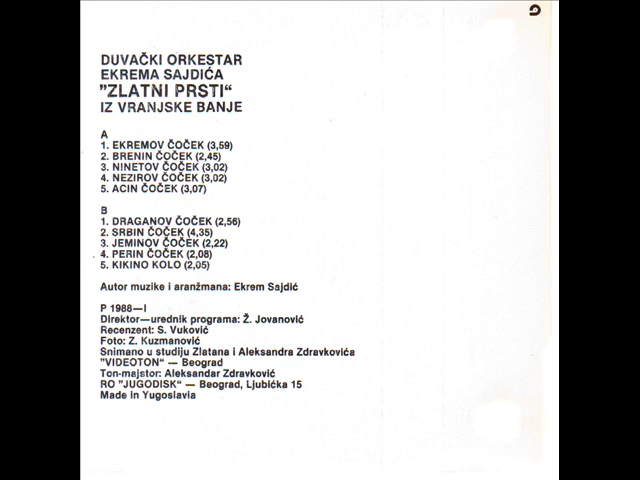 DUVAČKI ORKESTAR
EKREMA SAJDIĆA
”ZLATNI PRSTI“
IZ VRANJSKE BANJE
A
1. EKREMOV ČOČEK (3,59)
2. BRENIN ČOČEK (2,45)
3. NINETOV ČOČEK (3,02)
4. NEZIROV ČOČEK (3,02)
5. ACIN ČOČEK (3,07)
B
1. DRAGANOV ČOČEK (2,56)
2. SRBIN ČOČEK (4,35)
3. JEMINOV ČOČEK (2,22)
4. PERIN ČOČEK (2,08)
5. KIKINO KOLO (2,05)
Autor muzike i aranžmana: Ekrem Sajdić
P 1988—I
Direktor—urednik programa: Ž. Jovanović
Recenzent: S. Vuković
Foto: Z. Kuzmanović
Snimano u studiju Zlatana i Aleksandra Zdravkovića
”VIDEOTON“ — Beograd
Ton-majstor: Aleksandar Zdravković
RO ”JUGODISK“ — Beograd, Ljubićka 15
Made in Yugoslavia